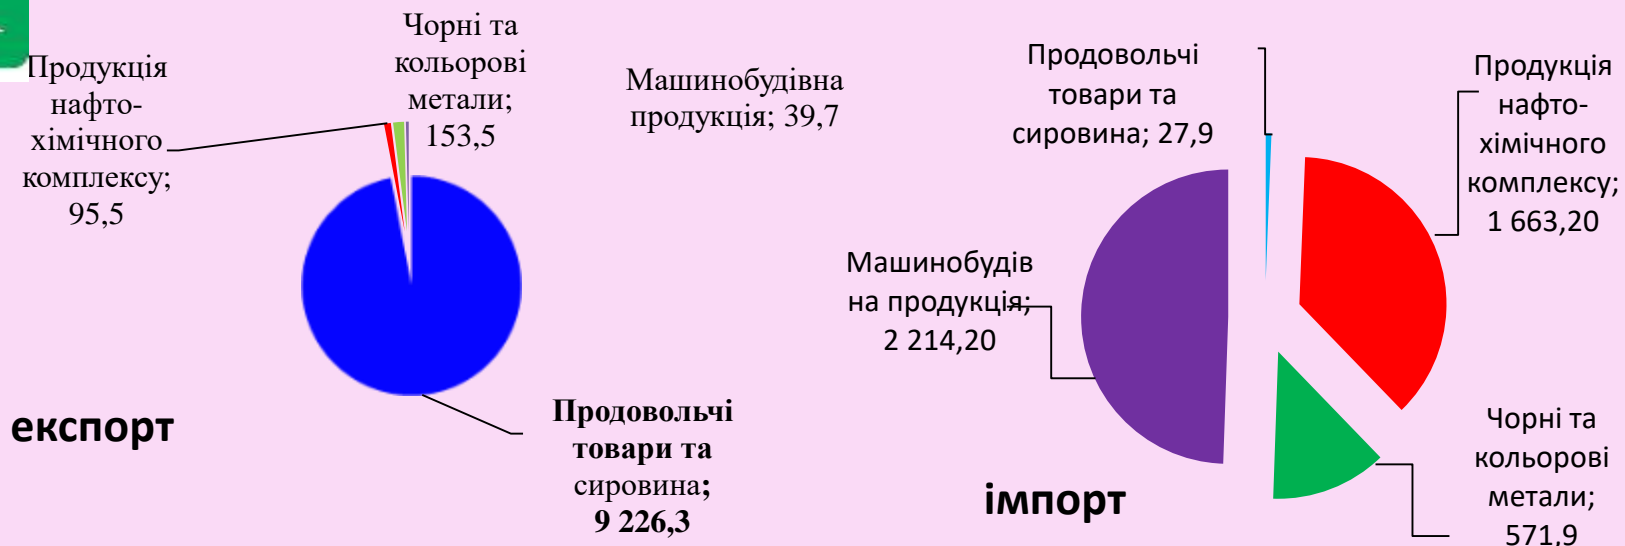 Продукція
нафто-
хімічного
комплексу;
95,5
Чорні та
кольорові
метали;
153,5
Машинобудівна
продукція; 39,7
Продовольчі
товари та
сировина;
9 226,3
експорт
Продовольчі
товари та
сировина; 27,9
Продукція
нафто-
хімічного
комплексу;
1 663,20
Машинобудів
на продукція;
2 214,20
Чорні та
кольорові
метали;
571,9
імпорт